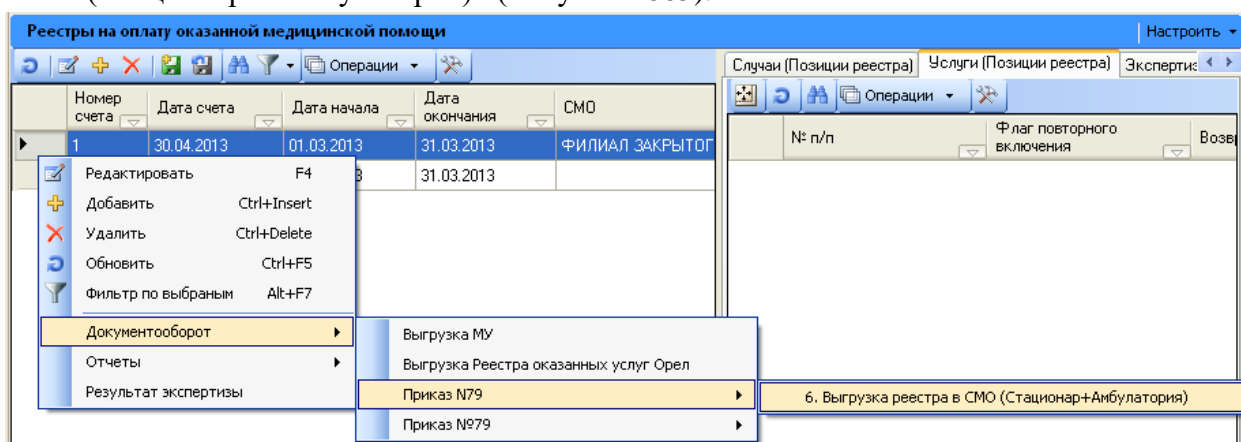 Реестры на оплату оказанной медицинской помощи
Настроить
Операции
Случаи (Позиции реестра) Услуги (Позиции реестра) Экспертиз
Операции
Номер счета Дата счета Дата начала Дата окончания СМО
№ п/п Флаг повторного включения Возвр
1 30.04.2013 01.03.2013 31.03.2013 ФИЛИАЛ ЗАКРЫТОГ
3 31.03.2013
Редактировать F4
Добавить Ctrl+Insert
Удалить Ctrl+Delete
Обновить Ctrl+F5
Фильтр по выбраным Alt+F7
Документооборот
Отчеты
Результат экспертизы
Выгрузка МУ
Выгрузка Реестра оказанных услуг Орел
Приказ N79
Приказ №79
6. Выгрузка реестра в СМО (Стационар+Амбулатория)